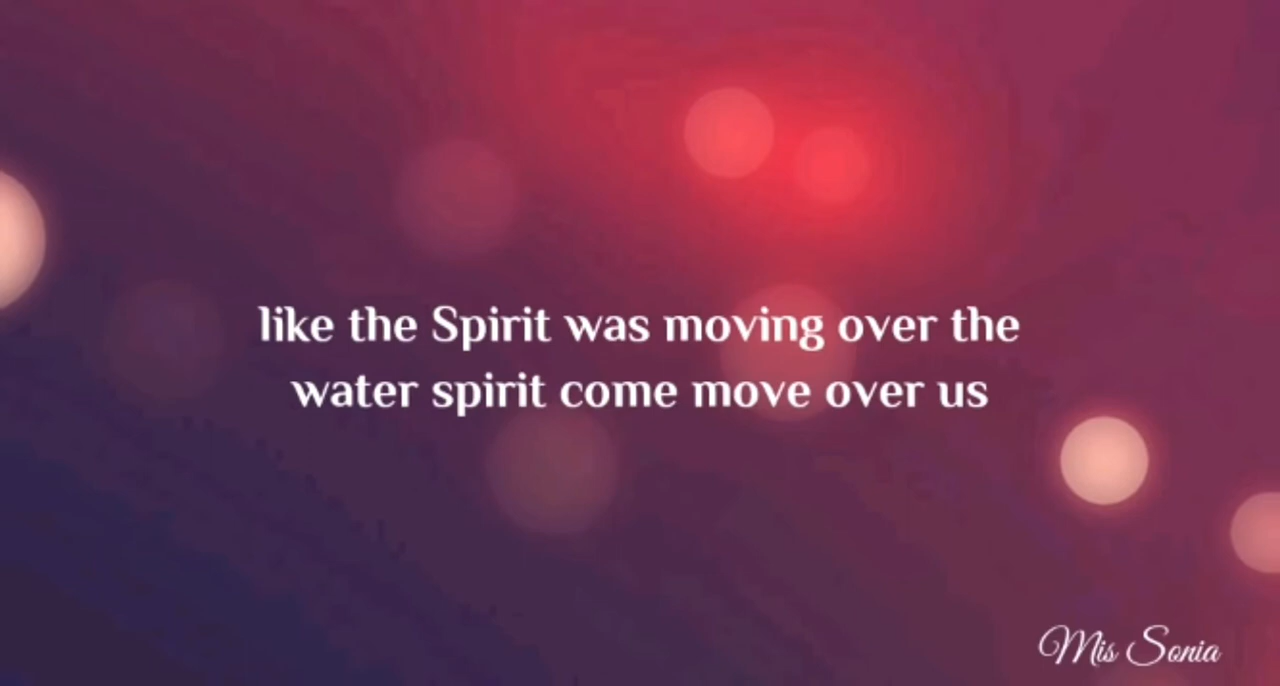 like the Spirit was moving over the
water spirit come move over us
Mis Sonia